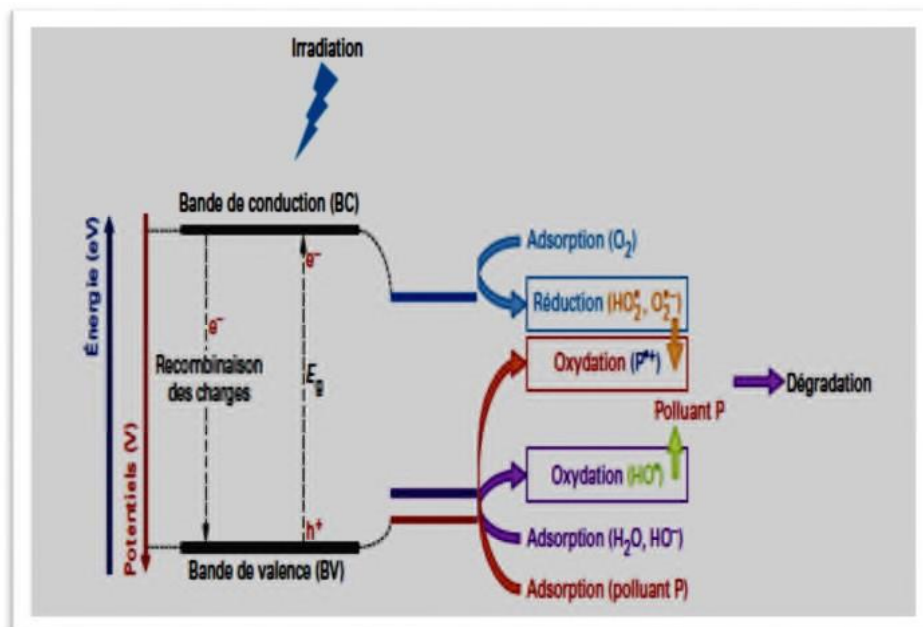 Irradiation
Bande de conduction (BC)
Énergie (eV)
Potentiels (V)
e⁻
e⁻
Recombinaison
des charges
E_g
h⁺
Bande de valence (BV)
Adsorption (O₂)
Réduction (HO₂•, O₂•⁻)
Oxydation (P•⁺)
Polluant P
Dégradation
Oxydation (HO•)
Adsorption (H₂O, HO⁻)
Adsorption (polluant P)